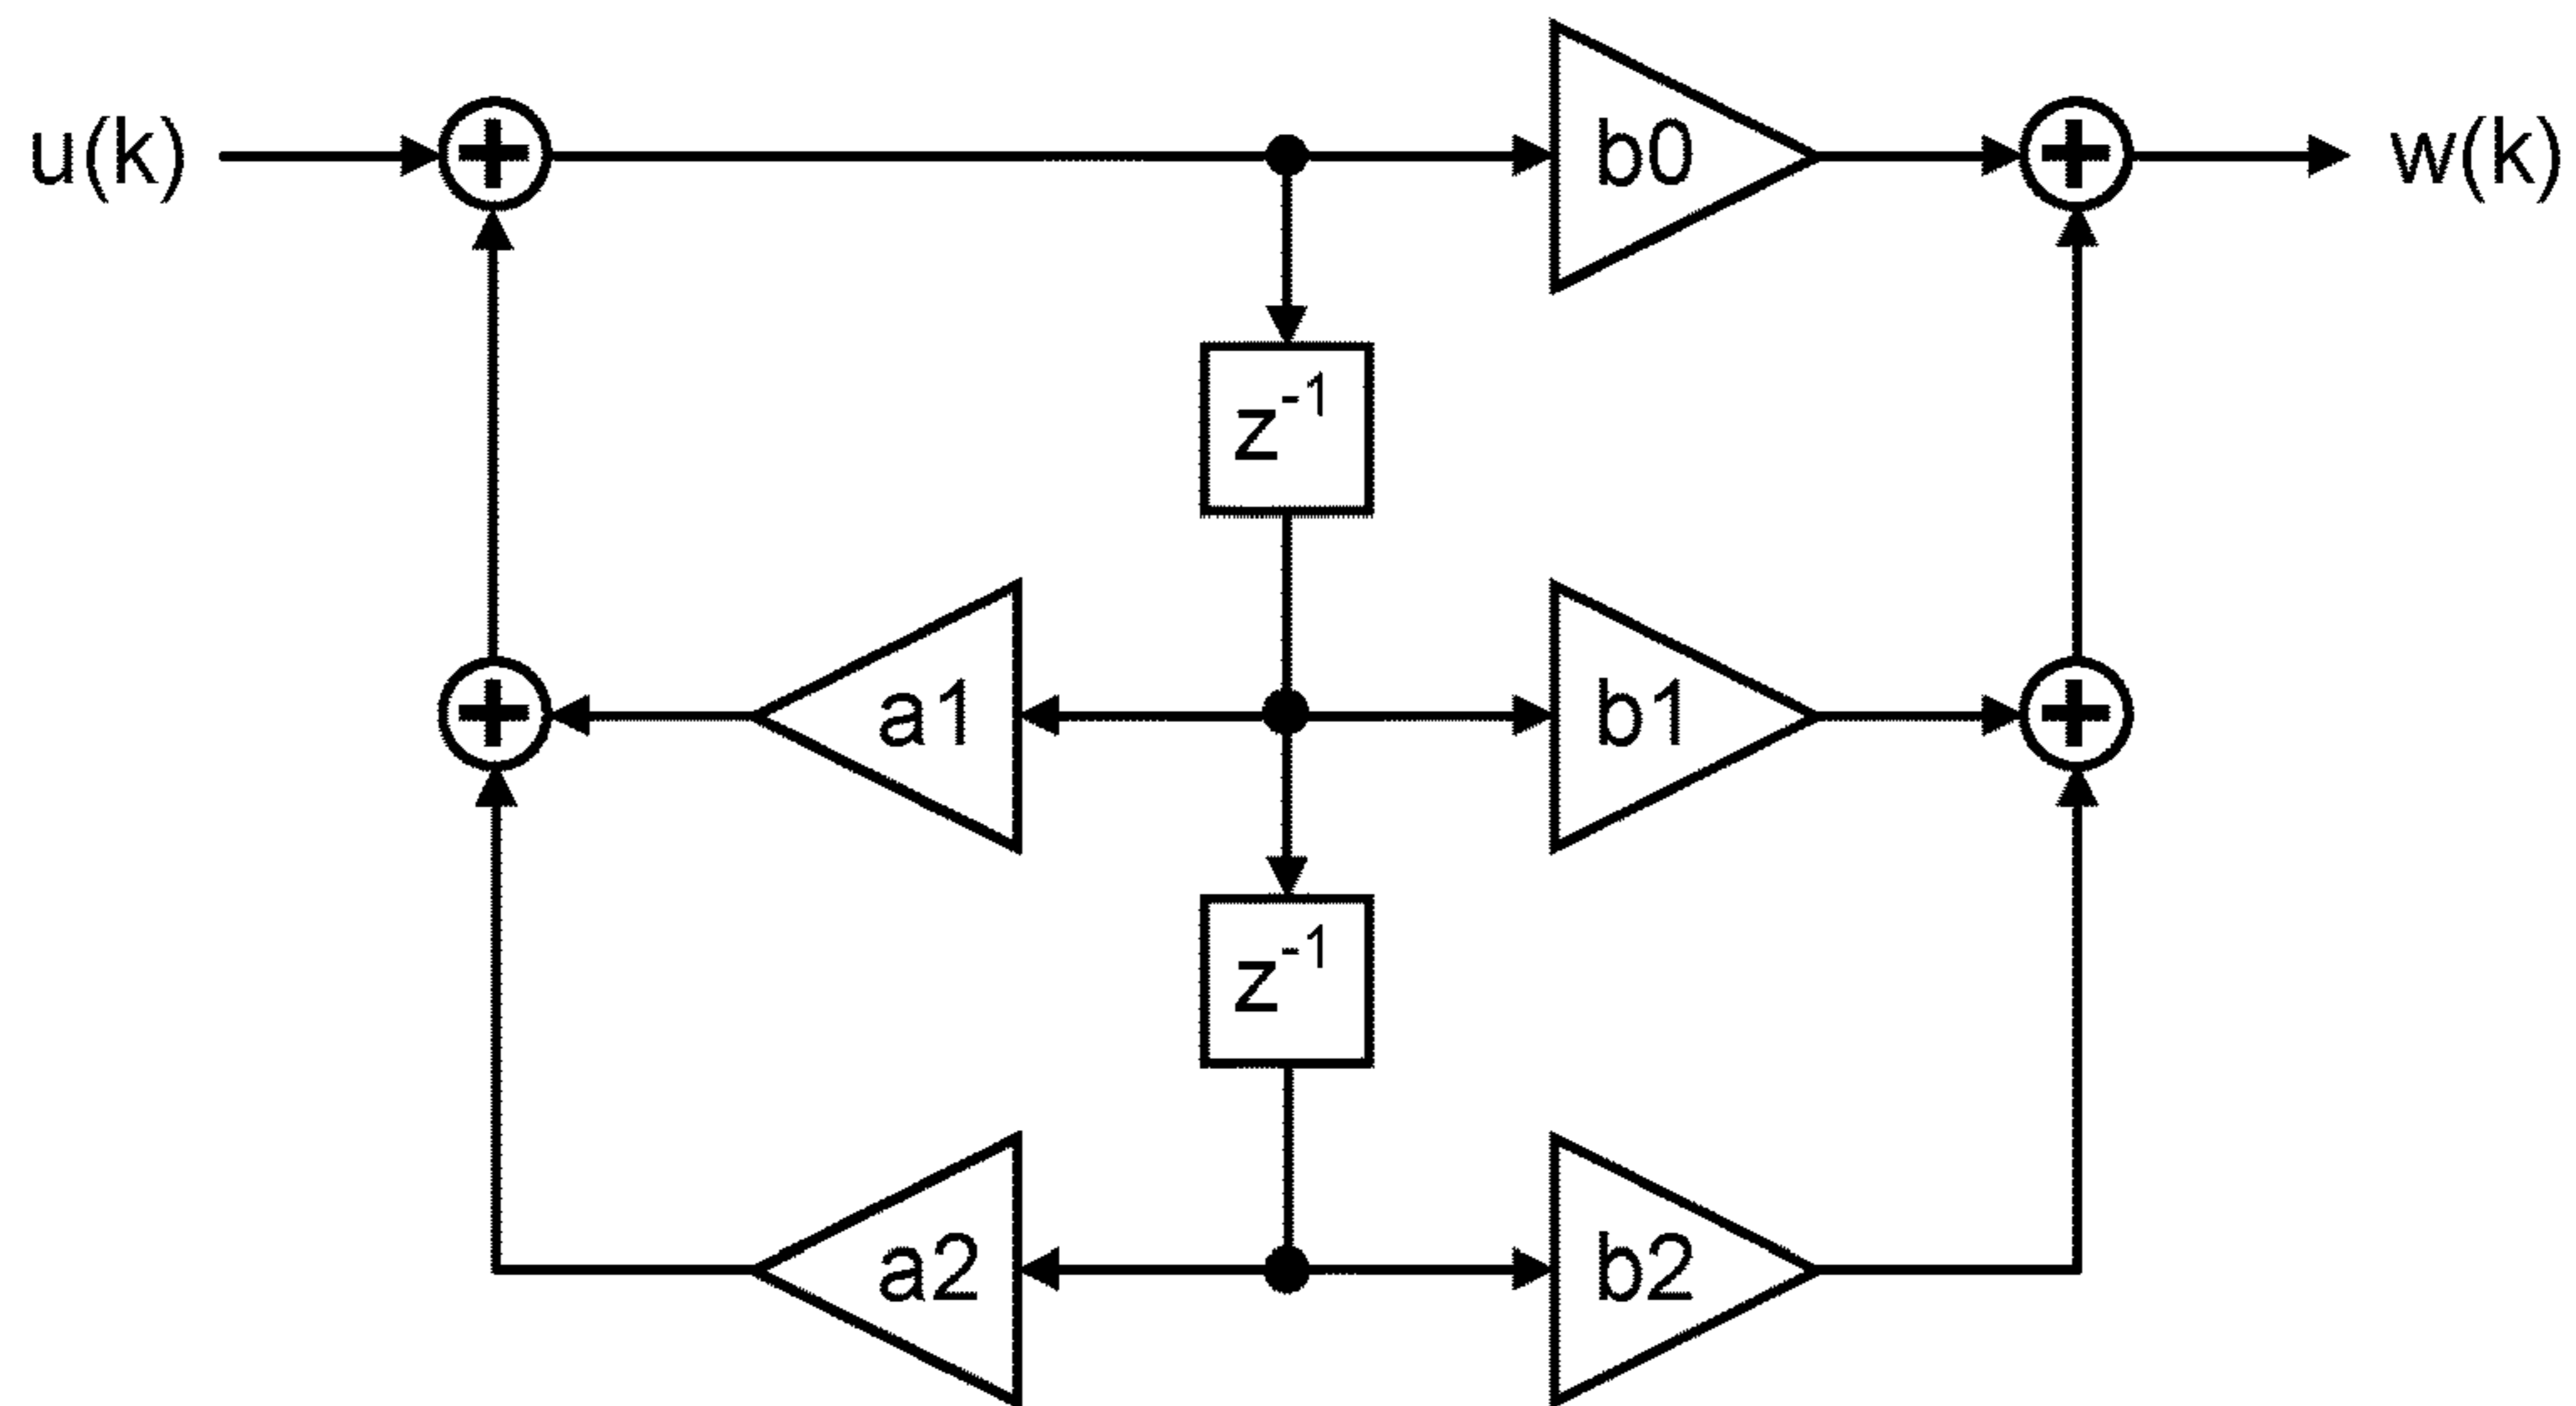 u(k) + b0 + w(k)
z⁻¹
+ a1 b1 +
z⁻¹
a2 b2